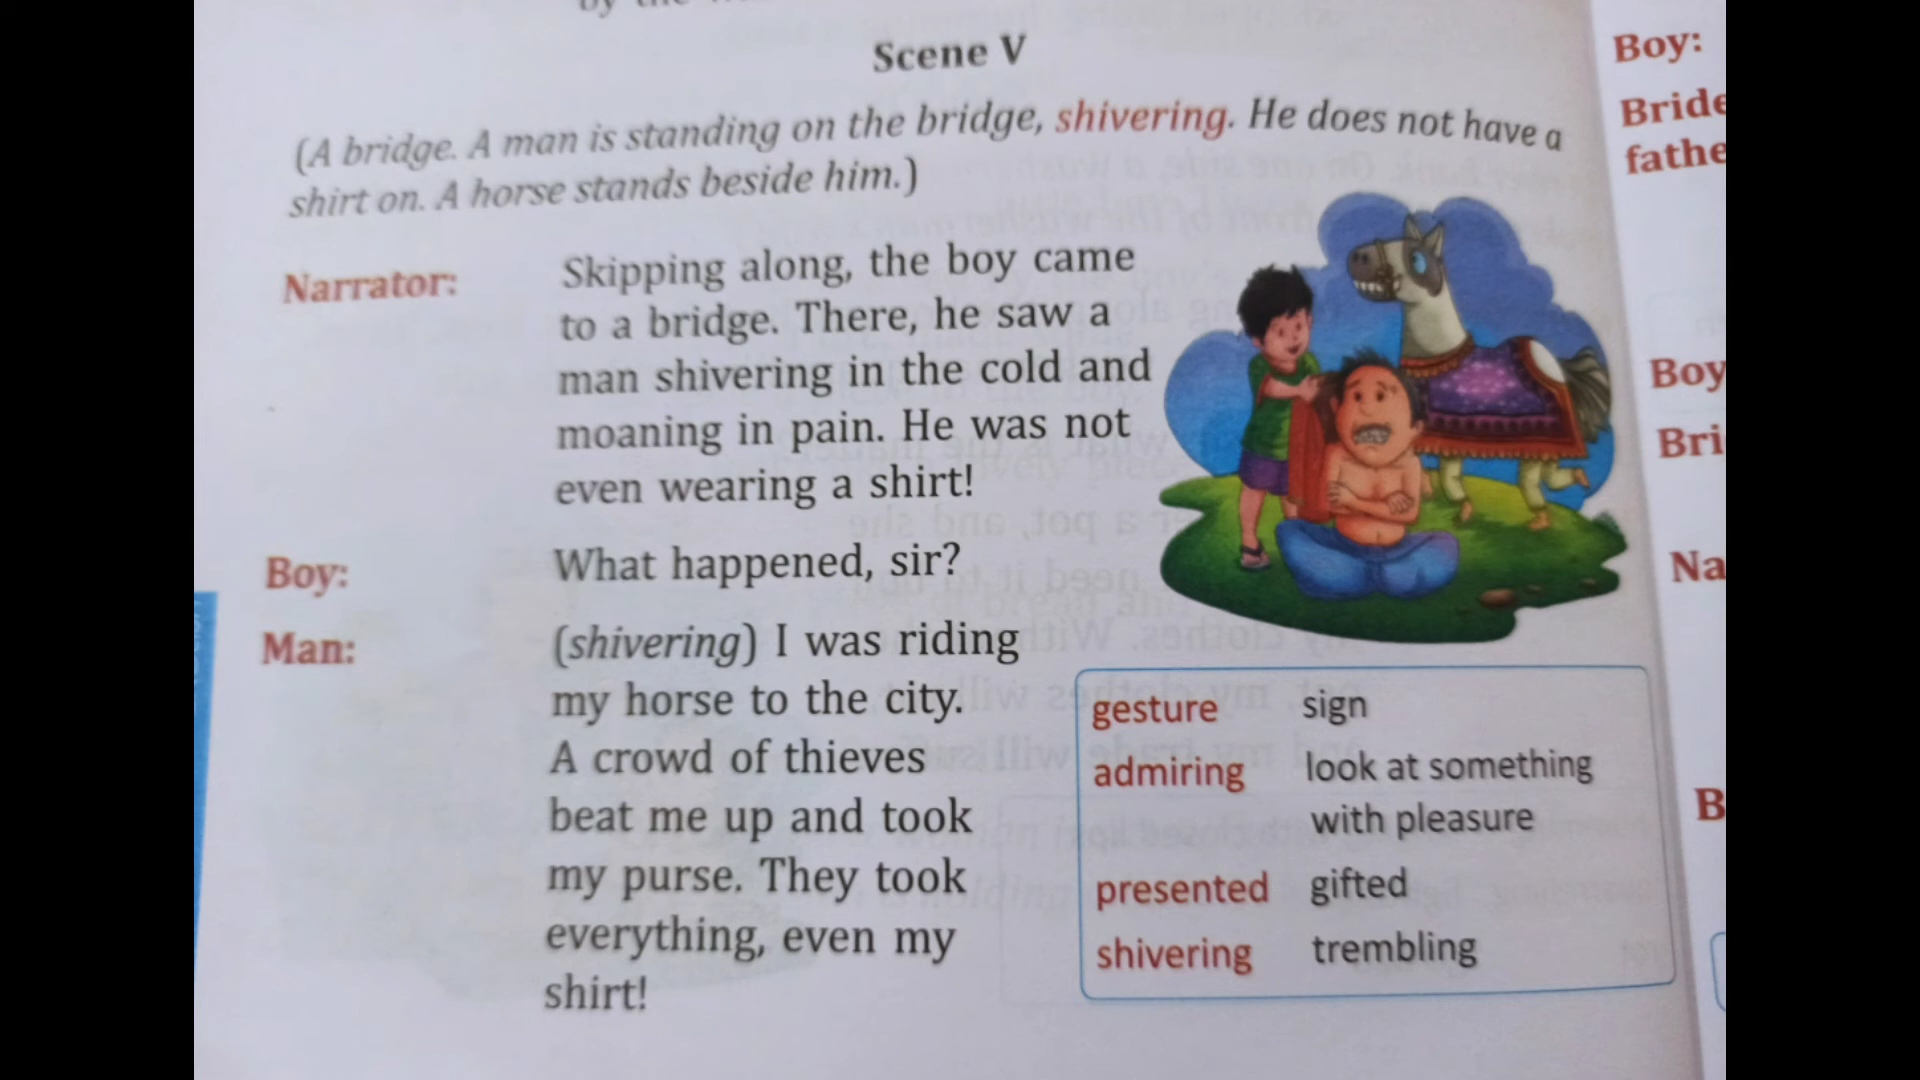 by the
Scene V
(A bridge. A man is standing on the bridge, shivering. He does not have a
shirt on. A horse stands beside him.)
Narrator: Skipping along, the boy came
to a bridge. There, he saw a
man shivering in the cold and
moaning in pain. He was not
even wearing a shirt!
Boy: What happened, sir?
Man: (shivering) I was riding
my horse to the city.
A crowd of thieves
beat me up and took
my purse. They took
everything, even my
shirt!
gesture sign
admiring look at something
with pleasure
presented gifted
shivering trembling
Boy:
Bride
fathe
Boy
Bri
Na
B